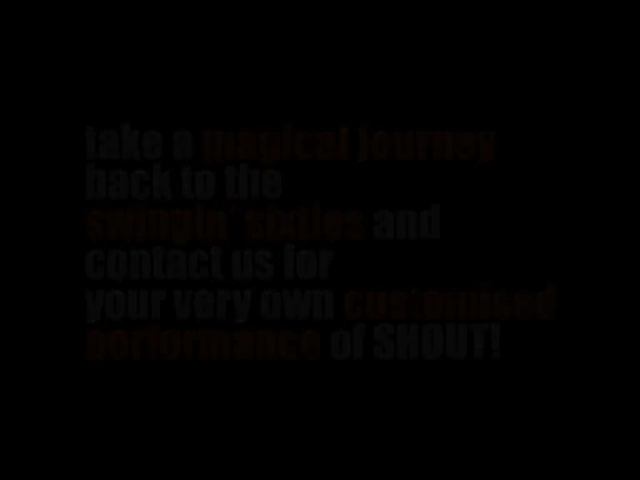 take a magical journey
back to the
swingin' sixties and
contact us for
your very own customised
performance of SHOUT!